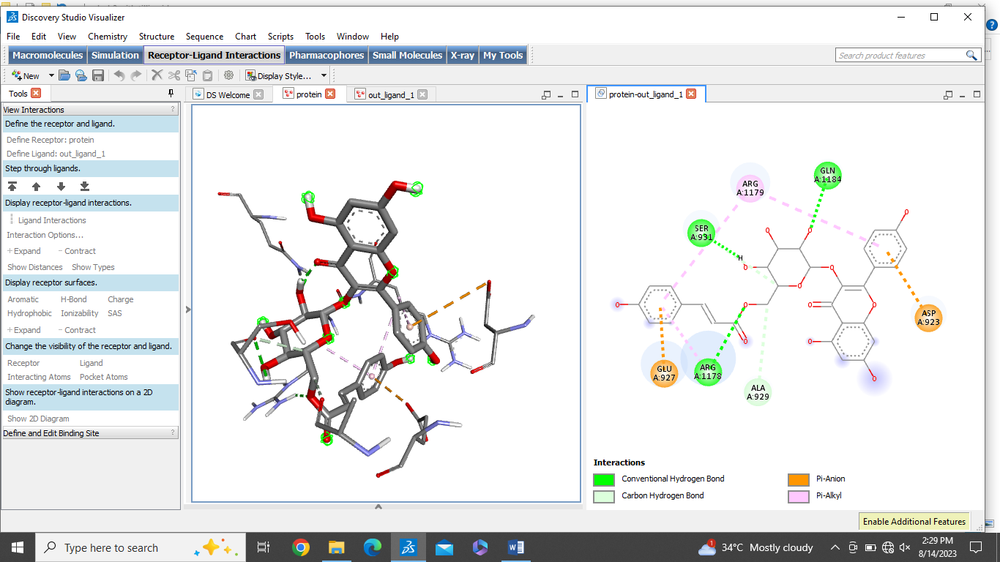 Discovery Studio Visualizer
File Edit View Chemistry Structure Sequence Chart Scripts Tools Window Help
Macromolecules Simulation Receptor-Ligand Interactions Pharmacophores Small Molecules X-ray My Tools
Search product features
New Display Style...
Tools
DS Welcome protein out_ligand_1
protein-out_ligand_1
View Interactions ?
Define the receptor and ligand.
Define Receptor: protein
Define Ligand: out_ligand_1
Step through ligands.
Display receptor-ligand interactions.
Ligand Interactions
Interaction Options...
+ Expand − Contract
Show Distances Show Types
Display receptor surfaces.
Aromatic H-Bond Charge
Hydrophobic Ionizability SAS
+ Expand − Contract
Change the visibility of the receptor and ligand.
Receptor Ligand
Interacting Atoms Pocket Atoms
Show receptor-ligand interactions on a 2D
diagram.
Show 2D Diagram
Define and Edit Binding Site ?
GLN
A:1184
ARG
A:1179
SER
A:931
H
ASP
A:923
GLU
A:927
ARG
A:1178
ALA
A:929
Interactions
Conventional Hydrogen Bond
Carbon Hydrogen Bond
Pi-Anion
Pi-Alkyl
Enable Additional Features
Type here to search
1
34°C Mostly cloudy
2:29 PM
8/14/2023